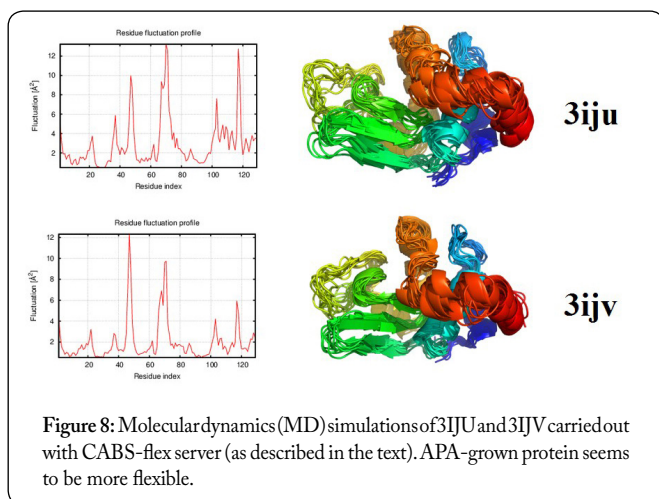 Residue fluctuation profile
Fluctuation [Å²]
12
10
8
6
4
2
20 40 60 80 100 120
Residue index
3iju
Residue fluctuation profile
Fluctuation [Å²]
12
10
8
6
4
2
20 40 60 80 100 120
Residue index
3ijv
Figure 8: Molecular dynamics (MD) simulations of 3IJU and 3IJV carried out
with CABS-flex server (as described in the text). APA-grown protein seems
to be more flexible.